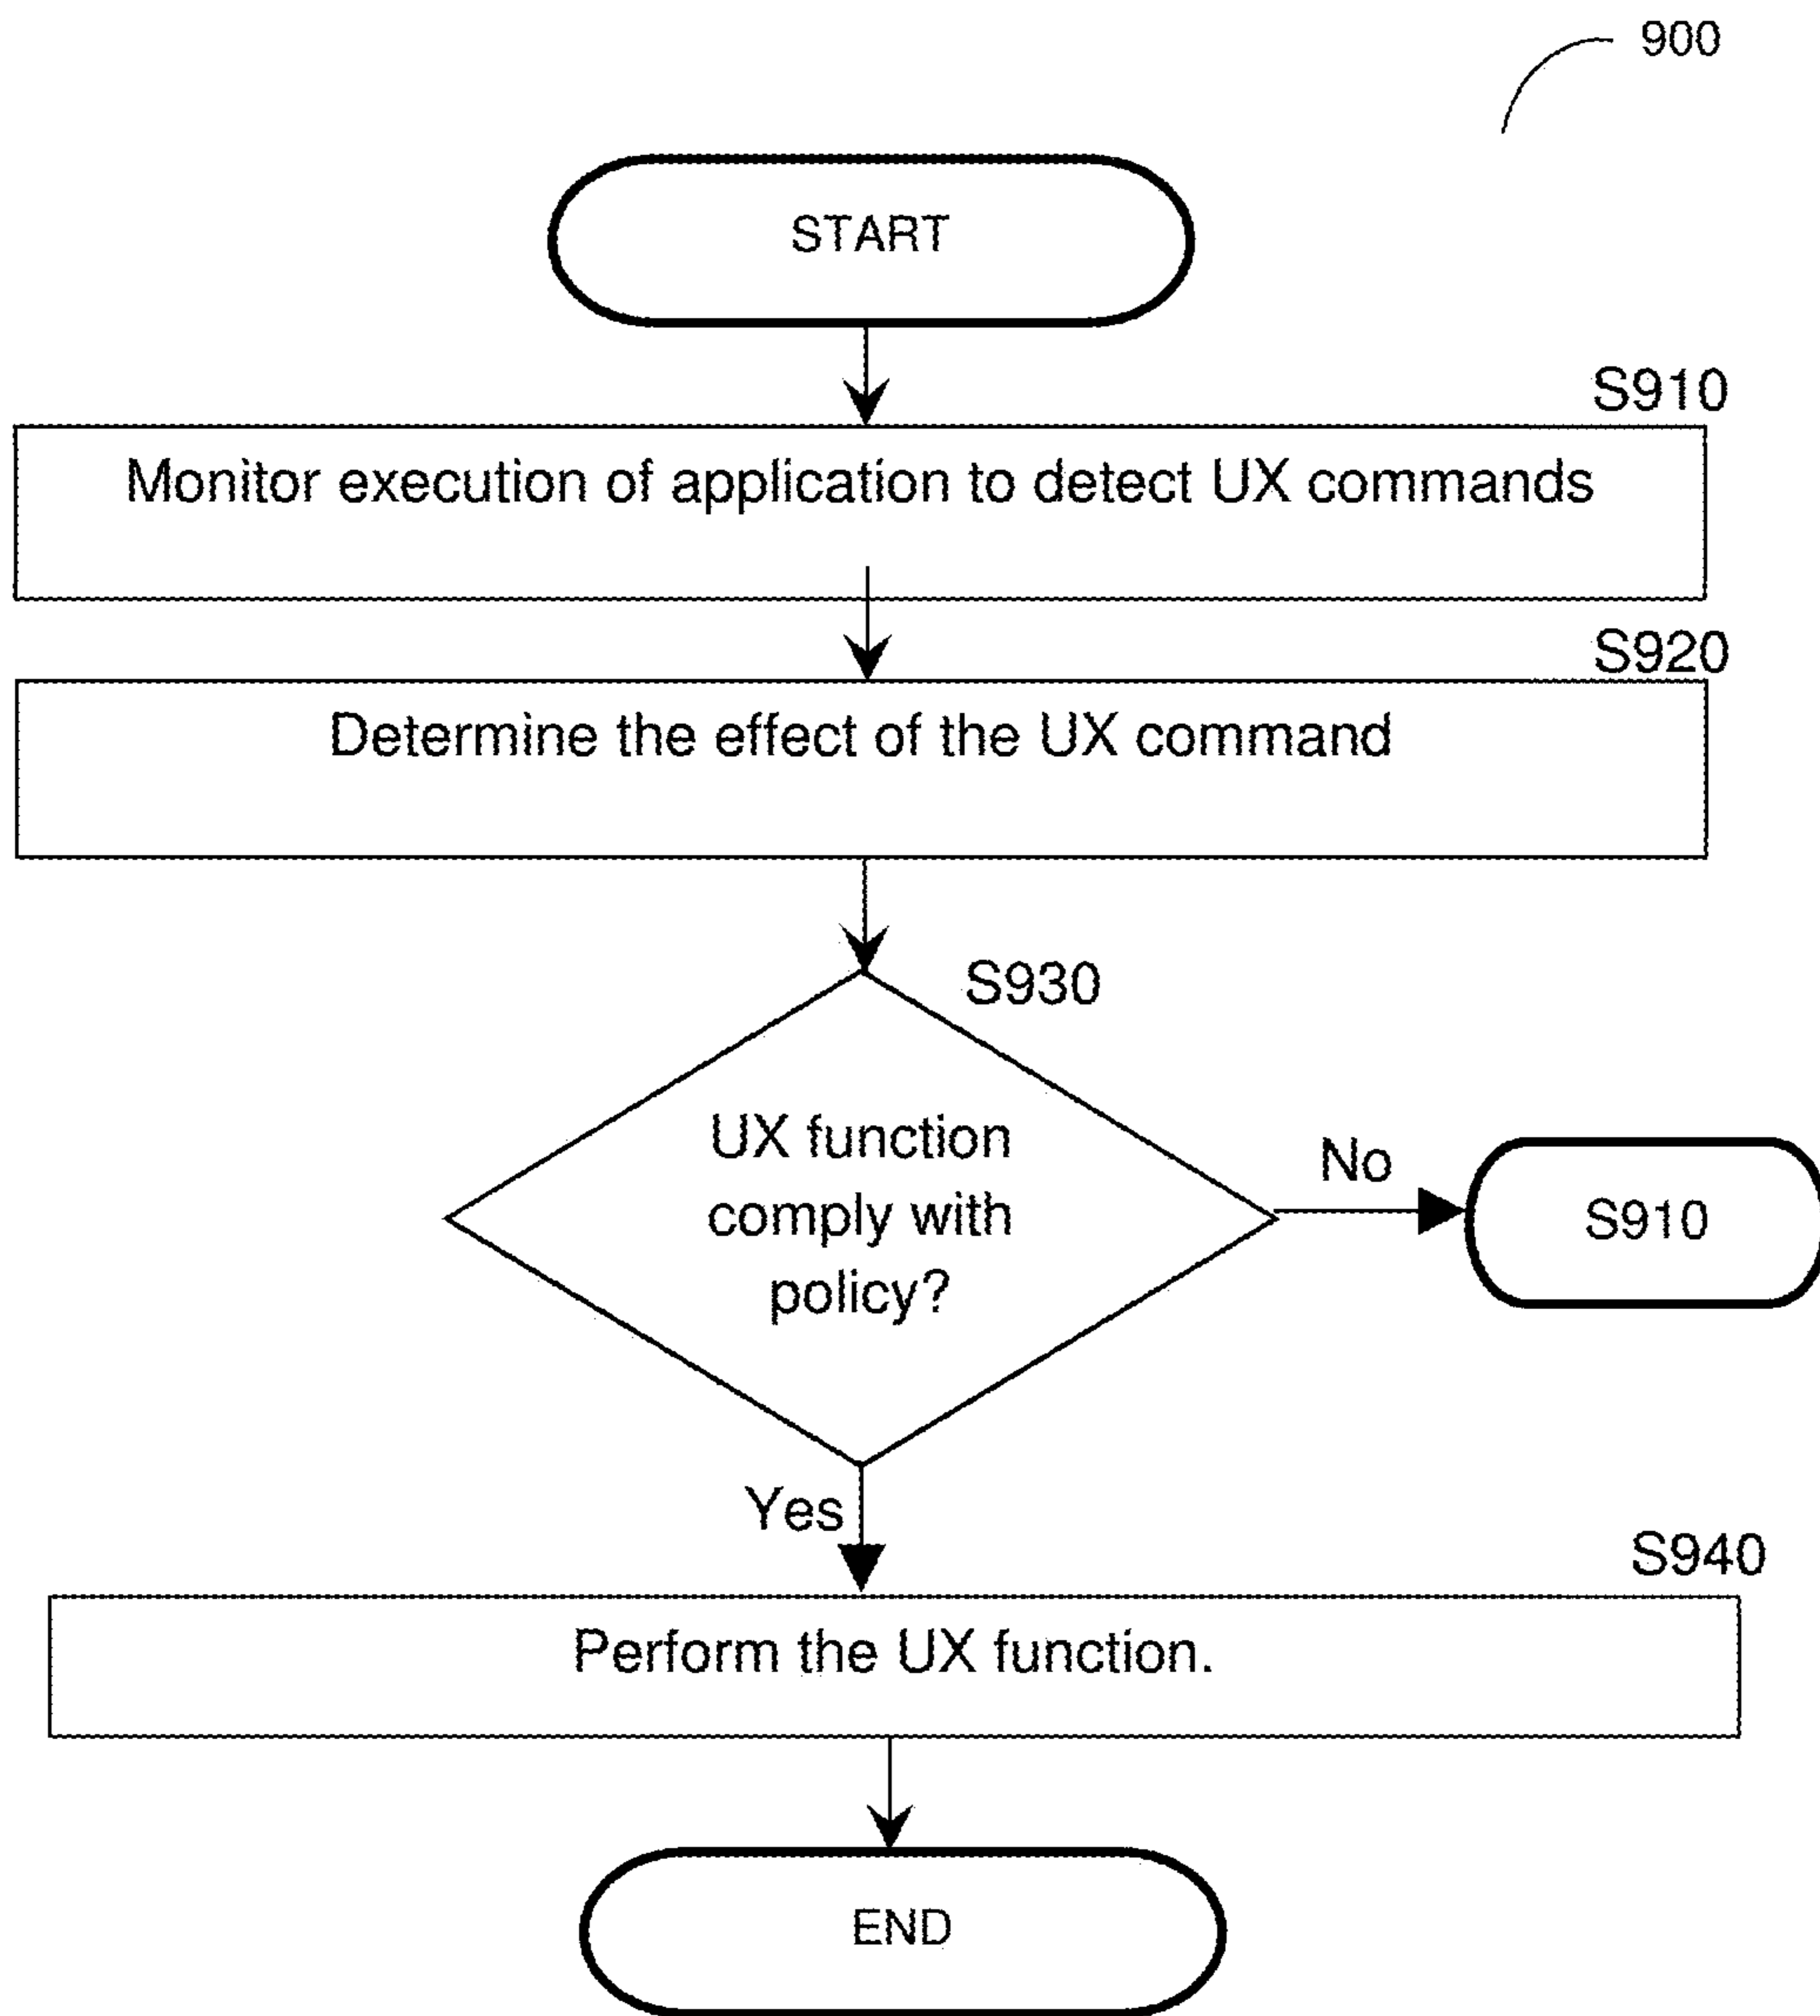 900
START
S910
Monitor execution of application to detect UX commands
S920
Determine the effect of the UX command
S930
UX function
comply with
policy?
No
S910
Yes
S940
Perform the UX function.
END